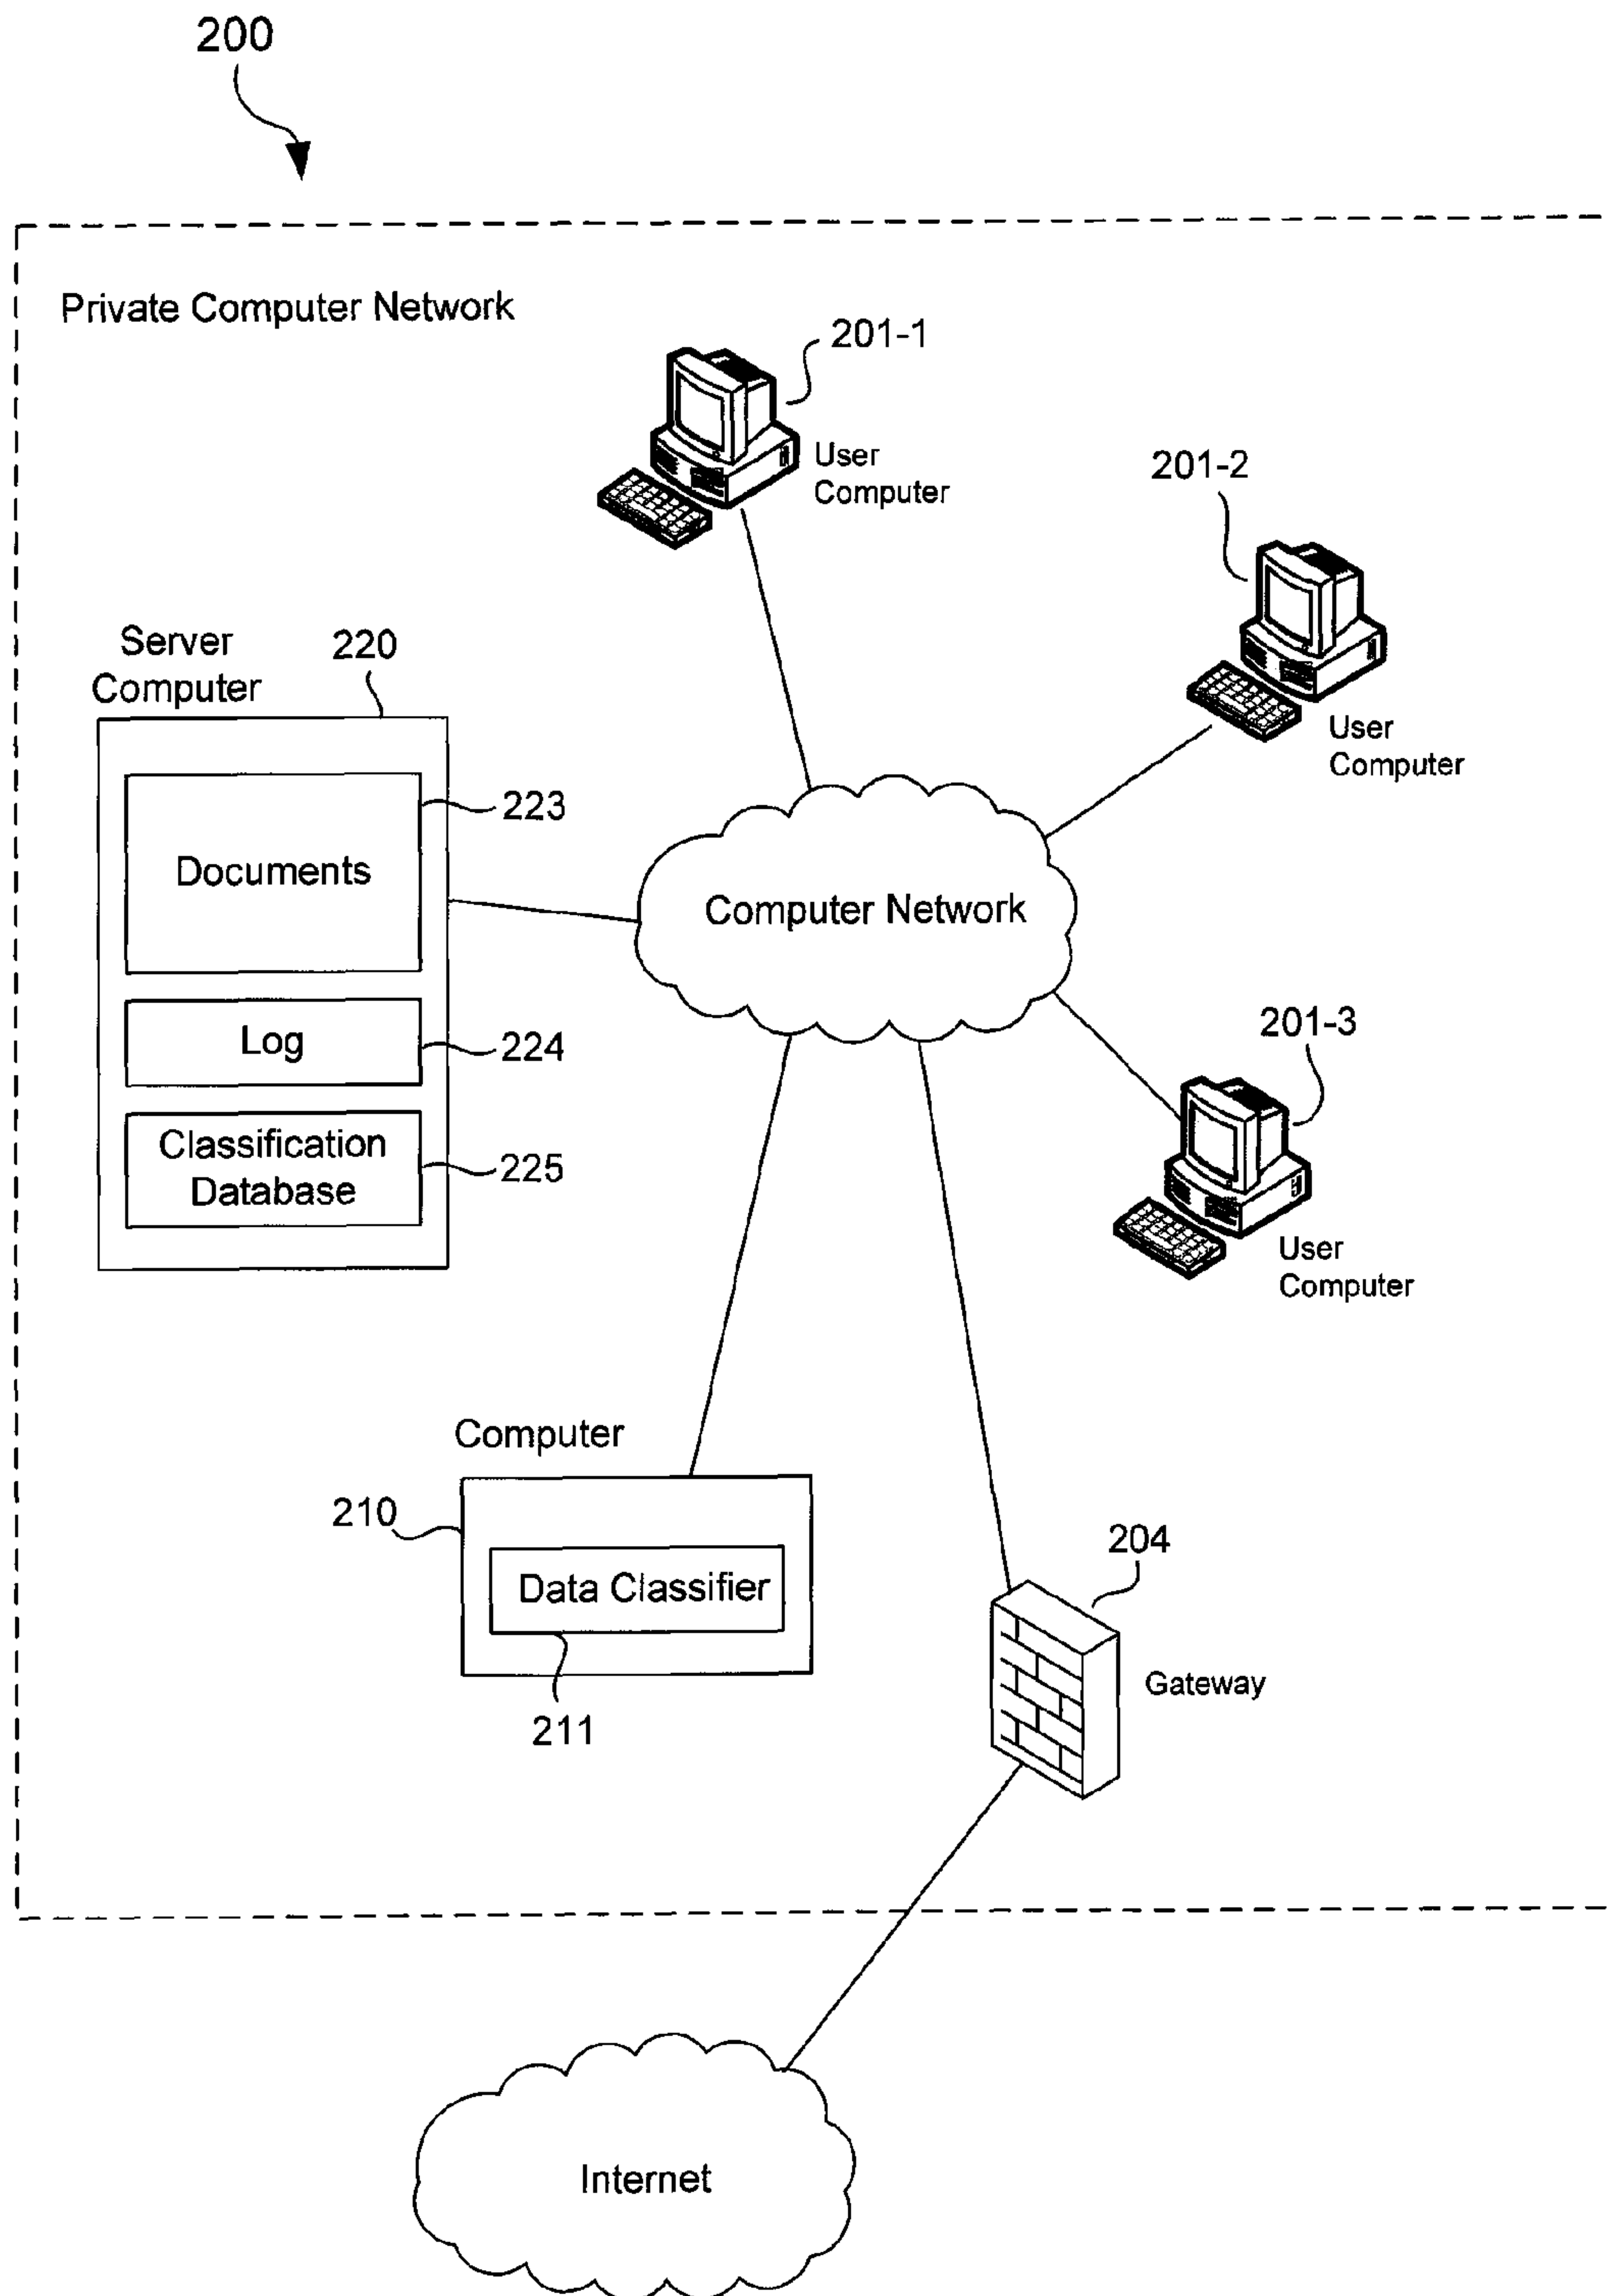 200
Private Computer Network
201-1
User
Computer
201-2
User
Computer
Server
Computer
220
223
Documents
Computer Network
Log
224
201-3
Classification
Database
225
User
Computer
Computer
210
Data Classifier
211
204
Gateway
Internet